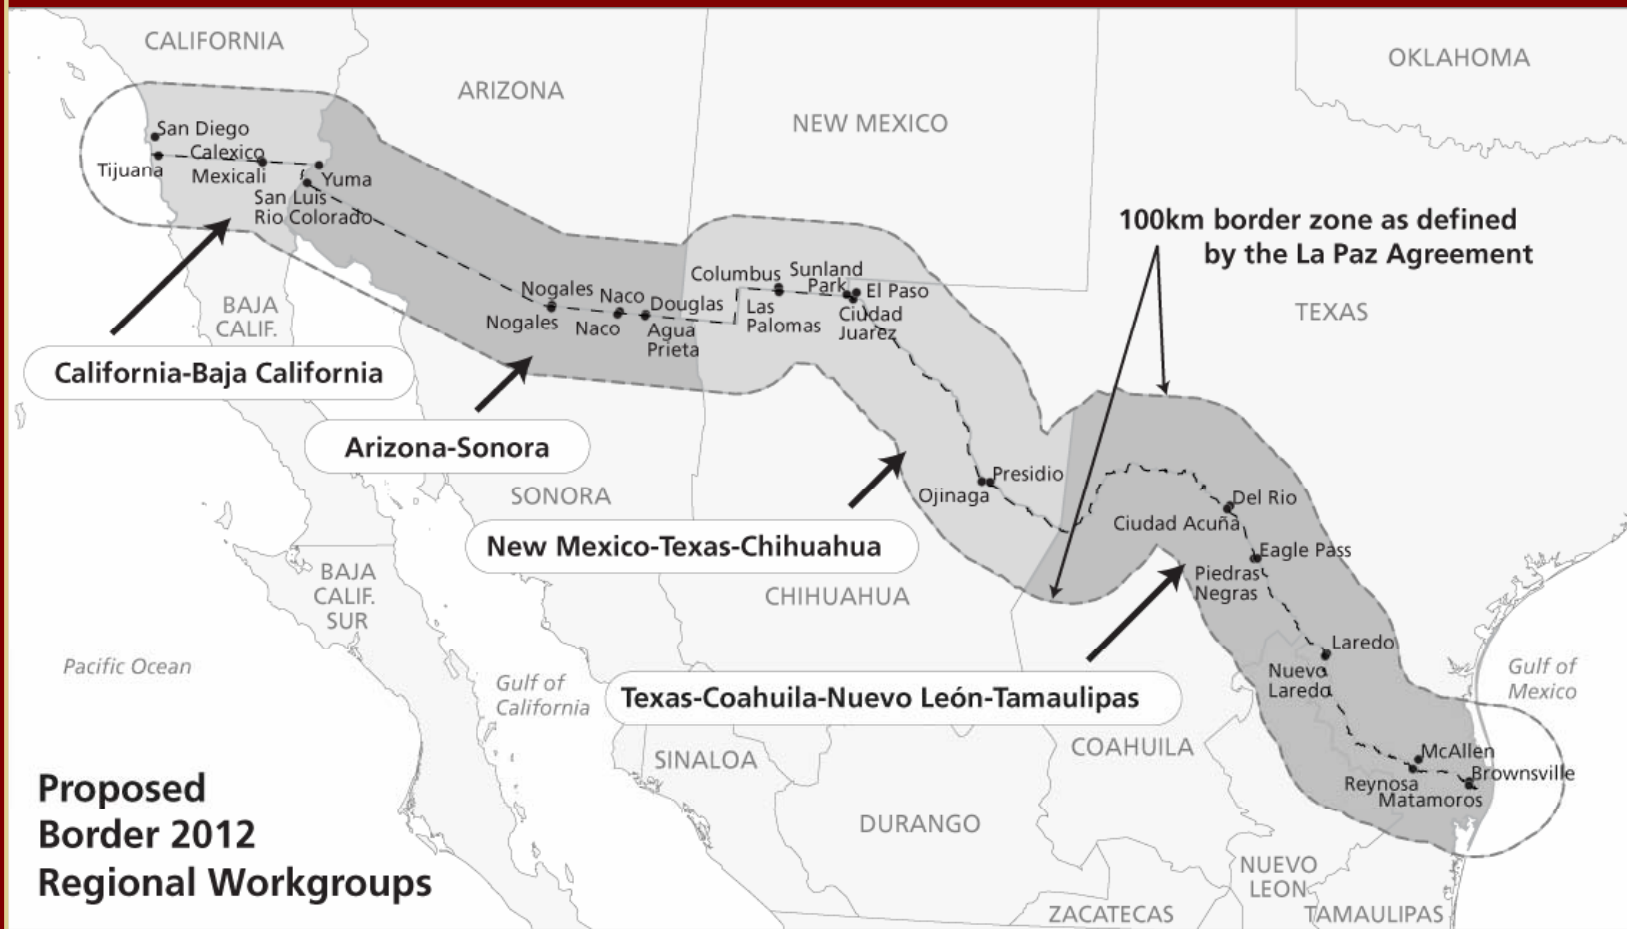 CALIFORNIA
OKLAHOMA
ARIZONA
NEW MEXICO
San Diego
Calexico
Tijuana
Mexicali
Yuma
San Luis
Rio Colorado
100km border zone as defined
by the La Paz Agreement
Columbus
Sunland
Park
El Paso
Nogales
Naco
Douglas
Las
Palomas
Ciudad
Juarez
Nogales
Naco
Agua
Prieta
TEXAS
BAJA
CALIF.
California-Baja California
Arizona-Sonora
SONORA
Presidio
Ojinaga
Del Rio
Ciudad Acuña
New Mexico-Texas-Chihuahua
Eagle Pass
Piedras
Negras
BAJA
CALIF.
SUR
CHIHUAHUA
Laredo
Nuevo
Laredo
Pacific Ocean
Gulf of
California
Gulf of
Mexico
Texas-Coahuila-Nuevo León-Tamaulipas
SINALOA
COAHUILA
McAllen
Brownsville
Reynosa
Matamoros
Proposed
Border 2012
Regional Workgroups
DURANGO
NUEVO
LEON
ZACATECAS
TAMAULIPAS